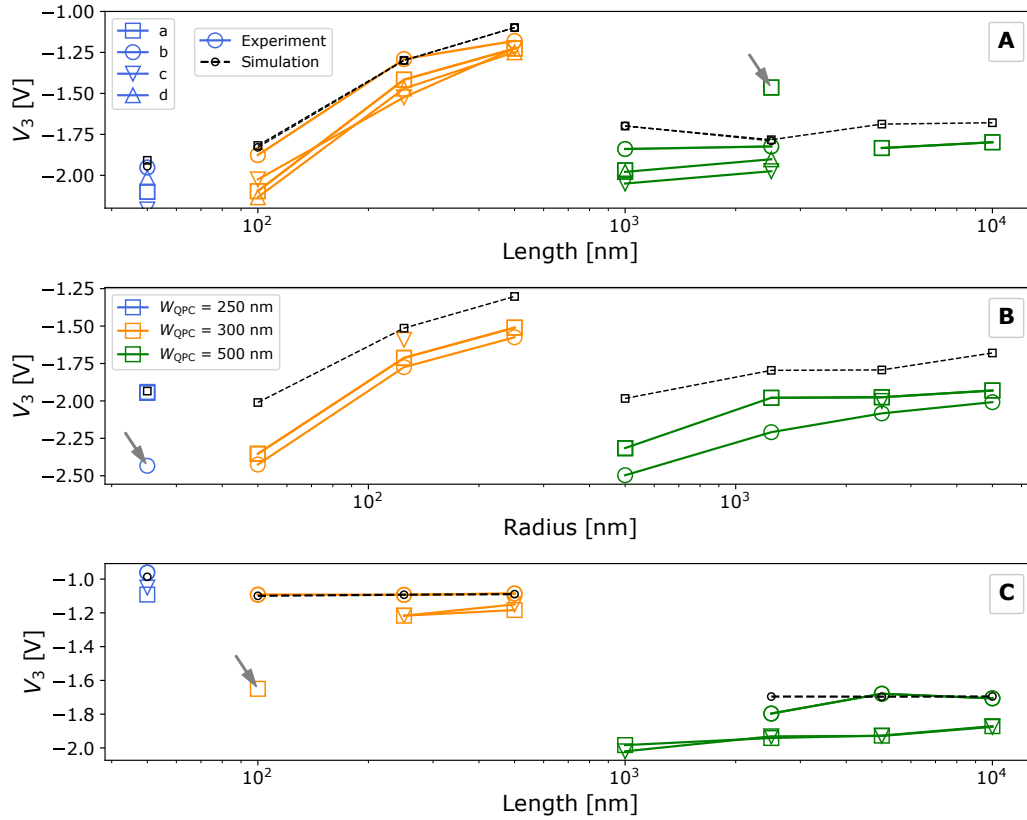 −1.00
−1.25
−1.50
−1.75
−2.00
V3 [V]
a
b
c
d
Experiment
Simulation
A
10² 10³ 10⁴
Length [nm]
−1.25
−1.50
−1.75
−2.00
−2.25
−2.50
V3 [V]
WQPC = 250 nm
WQPC = 300 nm
WQPC = 500 nm
B
10² 10³
Radius [nm]
−1.0
−1.2
−1.4
−1.6
−1.8
−2.0
V3 [V]
C
10² 10³ 10⁴
Length [nm]